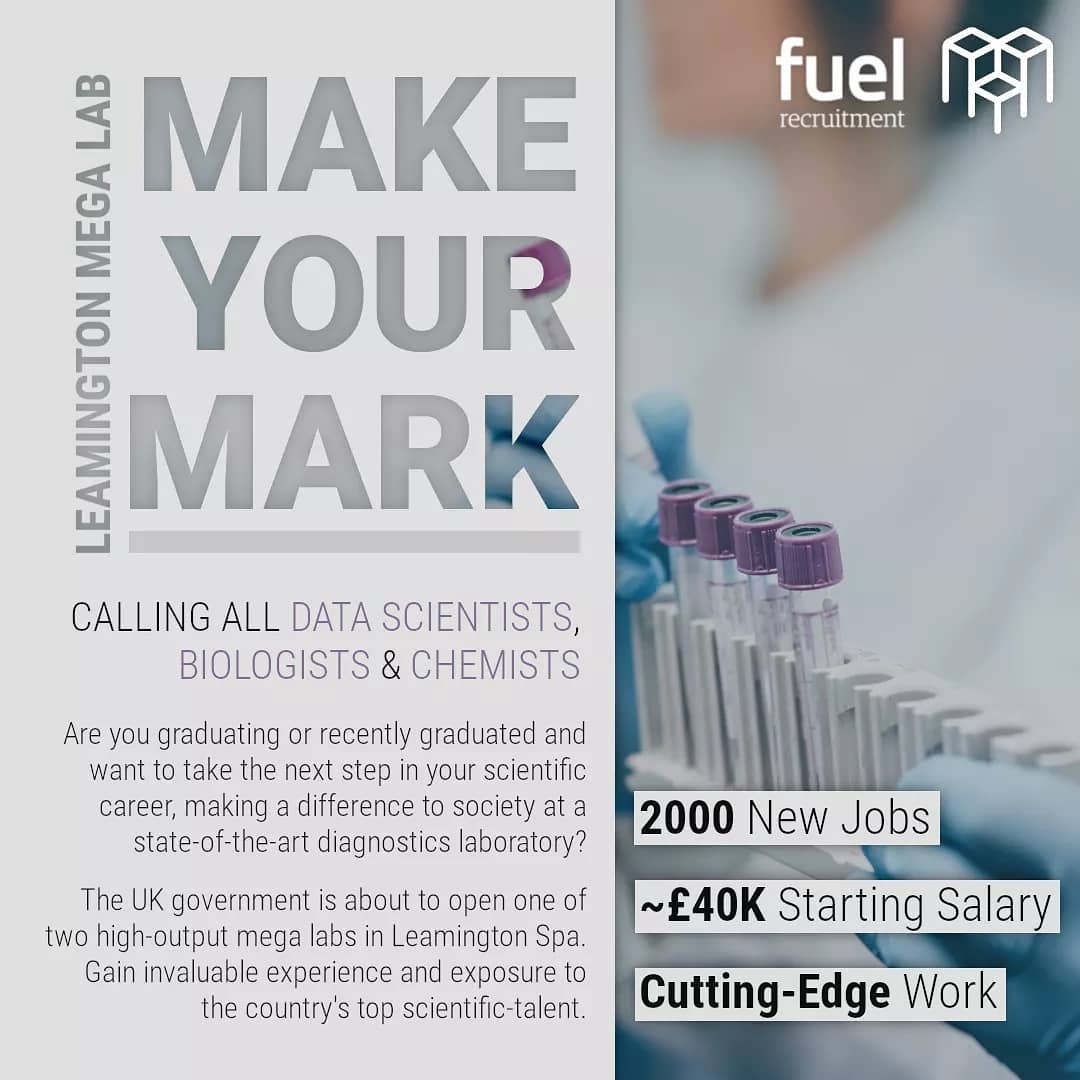 LEAMINGTON MEGA LAB
MAKE
YOUR
MARK
fuel
recruitment
CALLING ALL DATA SCIENTISTS,
BIOLOGISTS & CHEMISTS
Are you graduating or recently graduated and
want to take the next step in your scientific
career, making a difference to society at a
state-of-the-art diagnostics laboratory?
The UK government is about to open one of
two high-output mega labs in Leamington Spa.
Gain invaluable experience and exposure to
the country's top scientific-talent.
2000 New Jobs
~£40K Starting Salary
Cutting-Edge Work